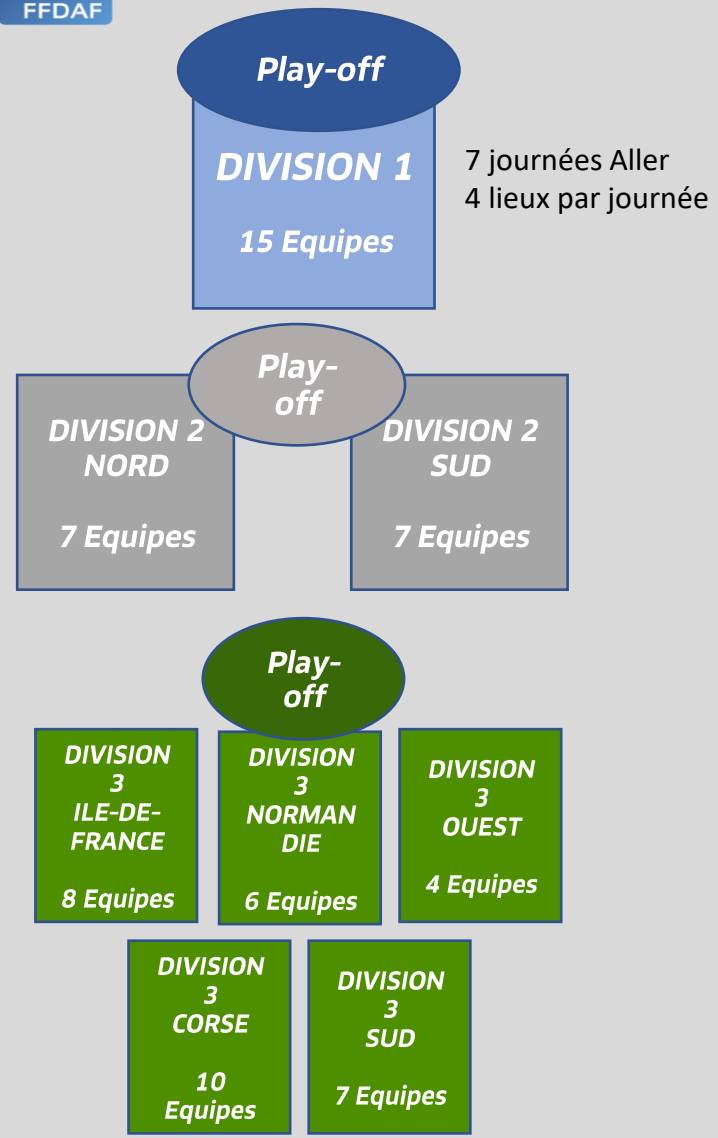 FFDAF
Play-off
DIVISION 1
15 Equipes
7 journées Aller
4 lieux par journée
Play-
off
DIVISION 2
NORD
7 Equipes
DIVISION 2
SUD
7 Equipes
Play-
off
DIVISION
3
ILE-DE-
FRANCE
8 Equipes
DIVISION
3
NORMAN
DIE
6 Equipes
DIVISION
3
OUEST
4 Equipes
DIVISION
3
CORSE
10
Equipes
DIVISION
3
SUD
7 Equipes